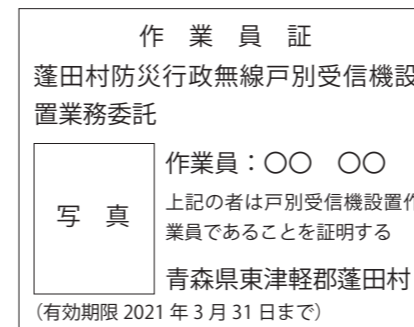 作　業　員　証
蓬田村防災行政無線戸別受信機設
置業務委託
写　真
作業員：〇〇　〇〇
上記の者は戸別受信機設置作
業員であることを証明する
青森県東津軽郡蓬田村
（有効期限 2021 年 3 月 31 日まで）